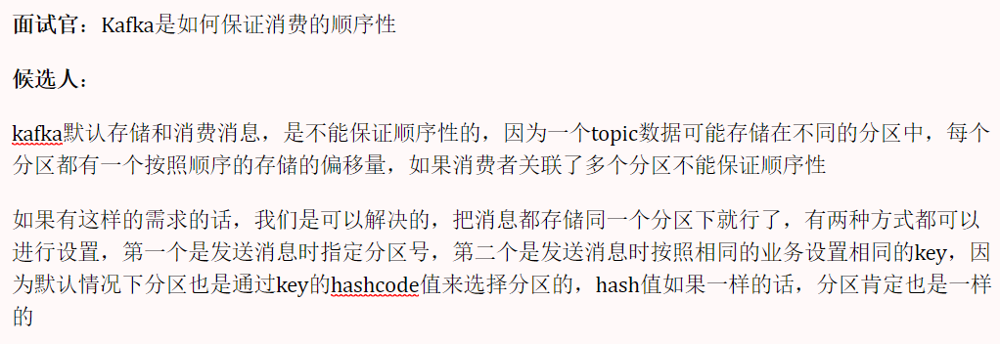 面试官：Kafka是如何保证消费的顺序性
候选人：
kafka默认存储和消费消息，是不能保证顺序性的，因为一个topic数据可能存储在不同的分区中，每个
分区都有一个按照顺序的存储的偏移量，如果消费者关联了多个分区不能保证顺序性
如果有这样的需求的话，我们是可以解决的，把消息都存储同一个分区下就行了，有两种方式都可以
进行设置，第一个是发送消息时指定分区号，第二个是发送消息时按照相同的业务设置相同的key，因
为默认情况下分区也是通过key的hashcode值来选择分区的，hash值如果一样的话，分区肯定也是一样
的